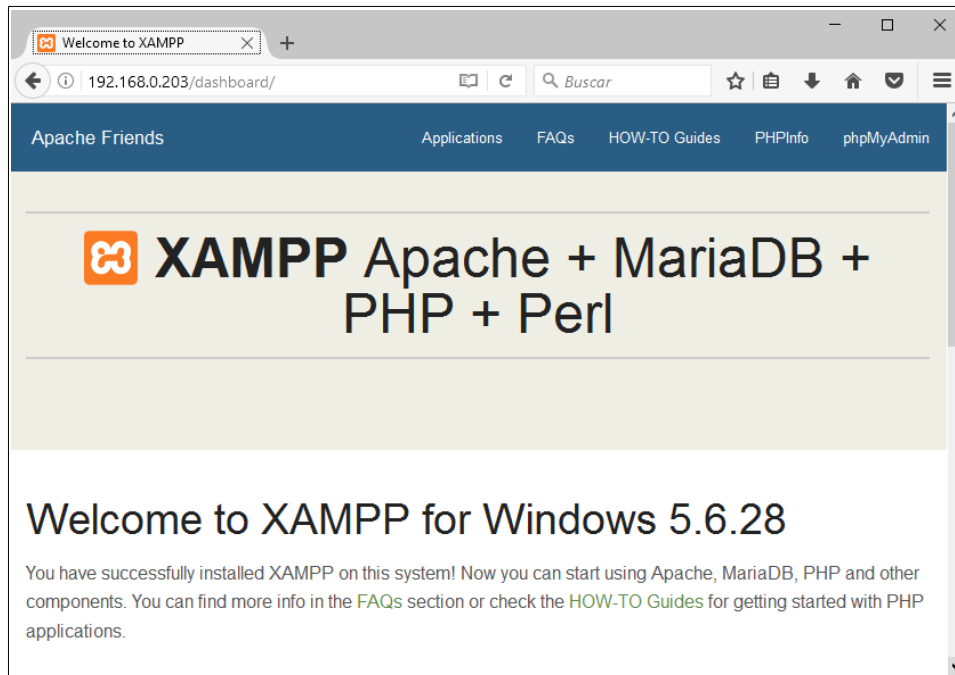 Welcome to XAMPP
192.168.0.203/dashboard/
Buscar
Apache Friends
Applications
FAQs
HOW-TO Guides
PHPInfo
phpMyAdmin
XAMPP Apache + MariaDB +
PHP + Perl
Welcome to XAMPP for Windows 5.6.28
You have successfully installed XAMPP on this system! Now you can start using Apache, MariaDB, PHP and other
components. You can find more info in the FAQs section or check the HOW-TO Guides for getting started with PHP
applications.